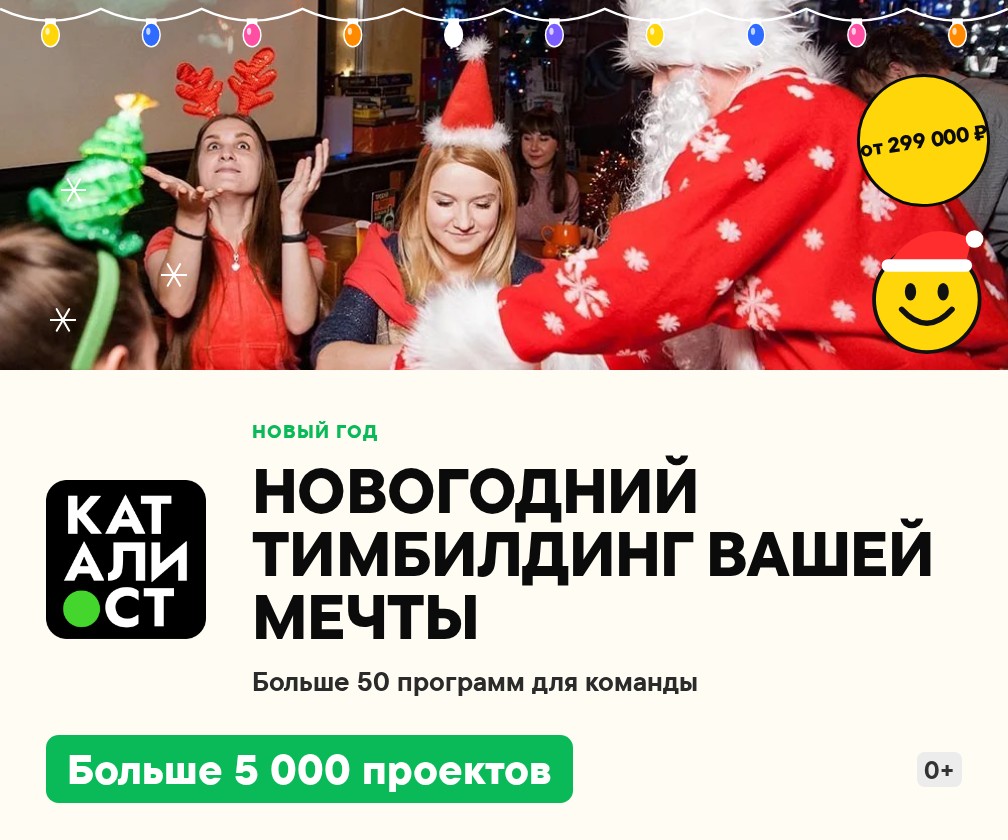 от 299 000 ₽
НОВЫЙ ГОД
НОВОГОДНИЙ
ТИМБИЛДИНГ ВАШЕЙ
МЕЧТЫ
КАТ
АЛИ
СТ
Больше 50 программ для команды
Больше 5 000 проектов
0+